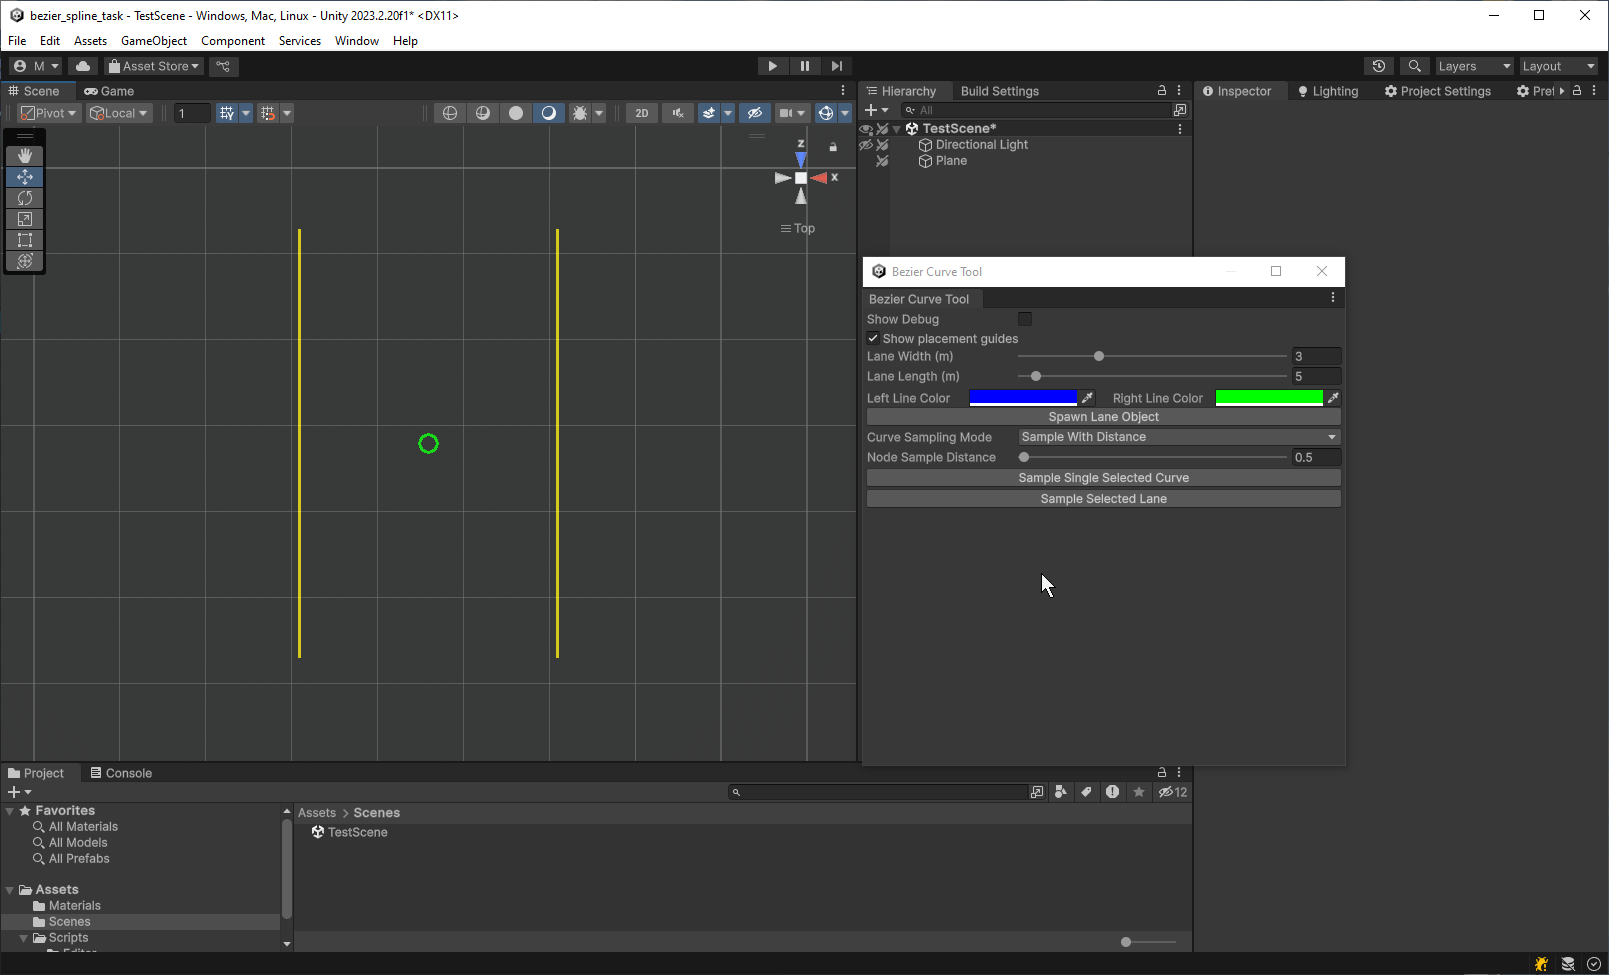 bezier_spline_task - TestScene - Windows, Mac, Linux - Unity 2023.2.20f1* <DX11>
File Edit Assets GameObject Component Services Window Help
M Asset Store Layers Layout
Scene Game
Hierarchy Build Settings
Inspector Lighting Project Settings Pref
Pivot Local 1 2D
All
TestScene*
Directional Light
Plane
z
x
Top
Bezier Curve Tool
Bezier Curve Tool
Show Debug
Show placement guides
Lane Width (m) 3
Lane Length (m) 5
Left Line Color Right Line Color
Spawn Lane Object
Curve Sampling Mode Sample With Distance
Node Sample Distance 0.5
Sample Single Selected Curve
Sample Selected Lane
Project Console
12
Favorites
All Materials
All Models
All Prefabs
Assets
Materials
Scenes
Scripts
Assets > Scenes
TestScene